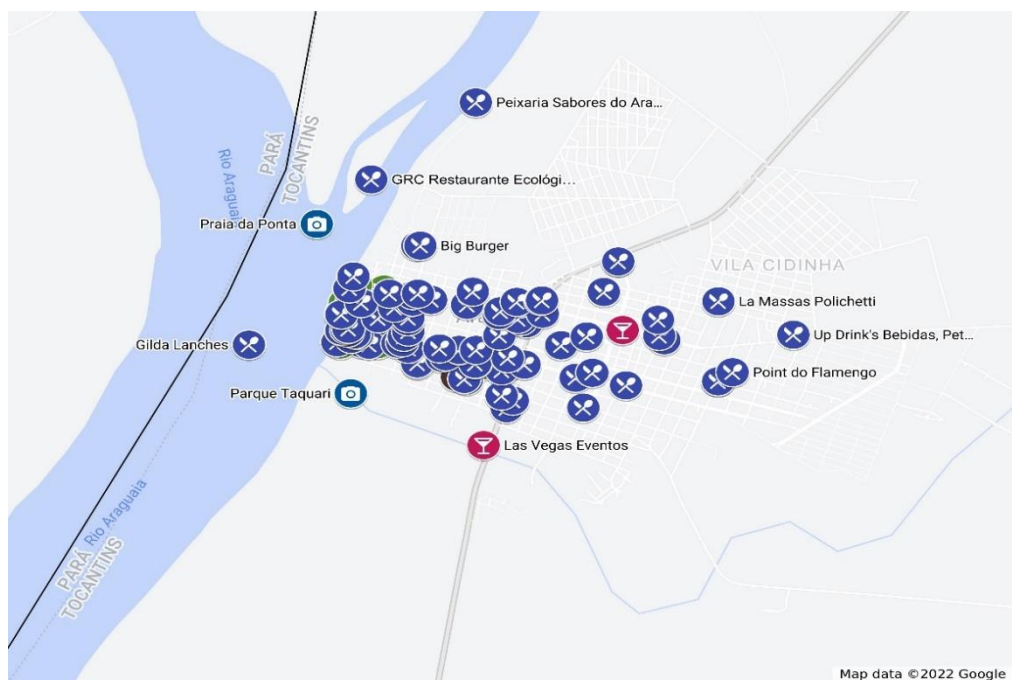 Peixaria Sabores do Ara...
PARÁ
TOCANTINS
Rio Araguaia
GRC Restaurante Ecológi...
Praia da Ponta
Big Burger
VILA CIDINHA
La Massas Polichetti
Gilda Lanches
Up Drink's Bebidas, Pet...
Point do Flamengo
Parque Taquari
Las Vegas Eventos
Rio Araguaia
PARÁ
TOCANTINS
Map data ©2022 Google